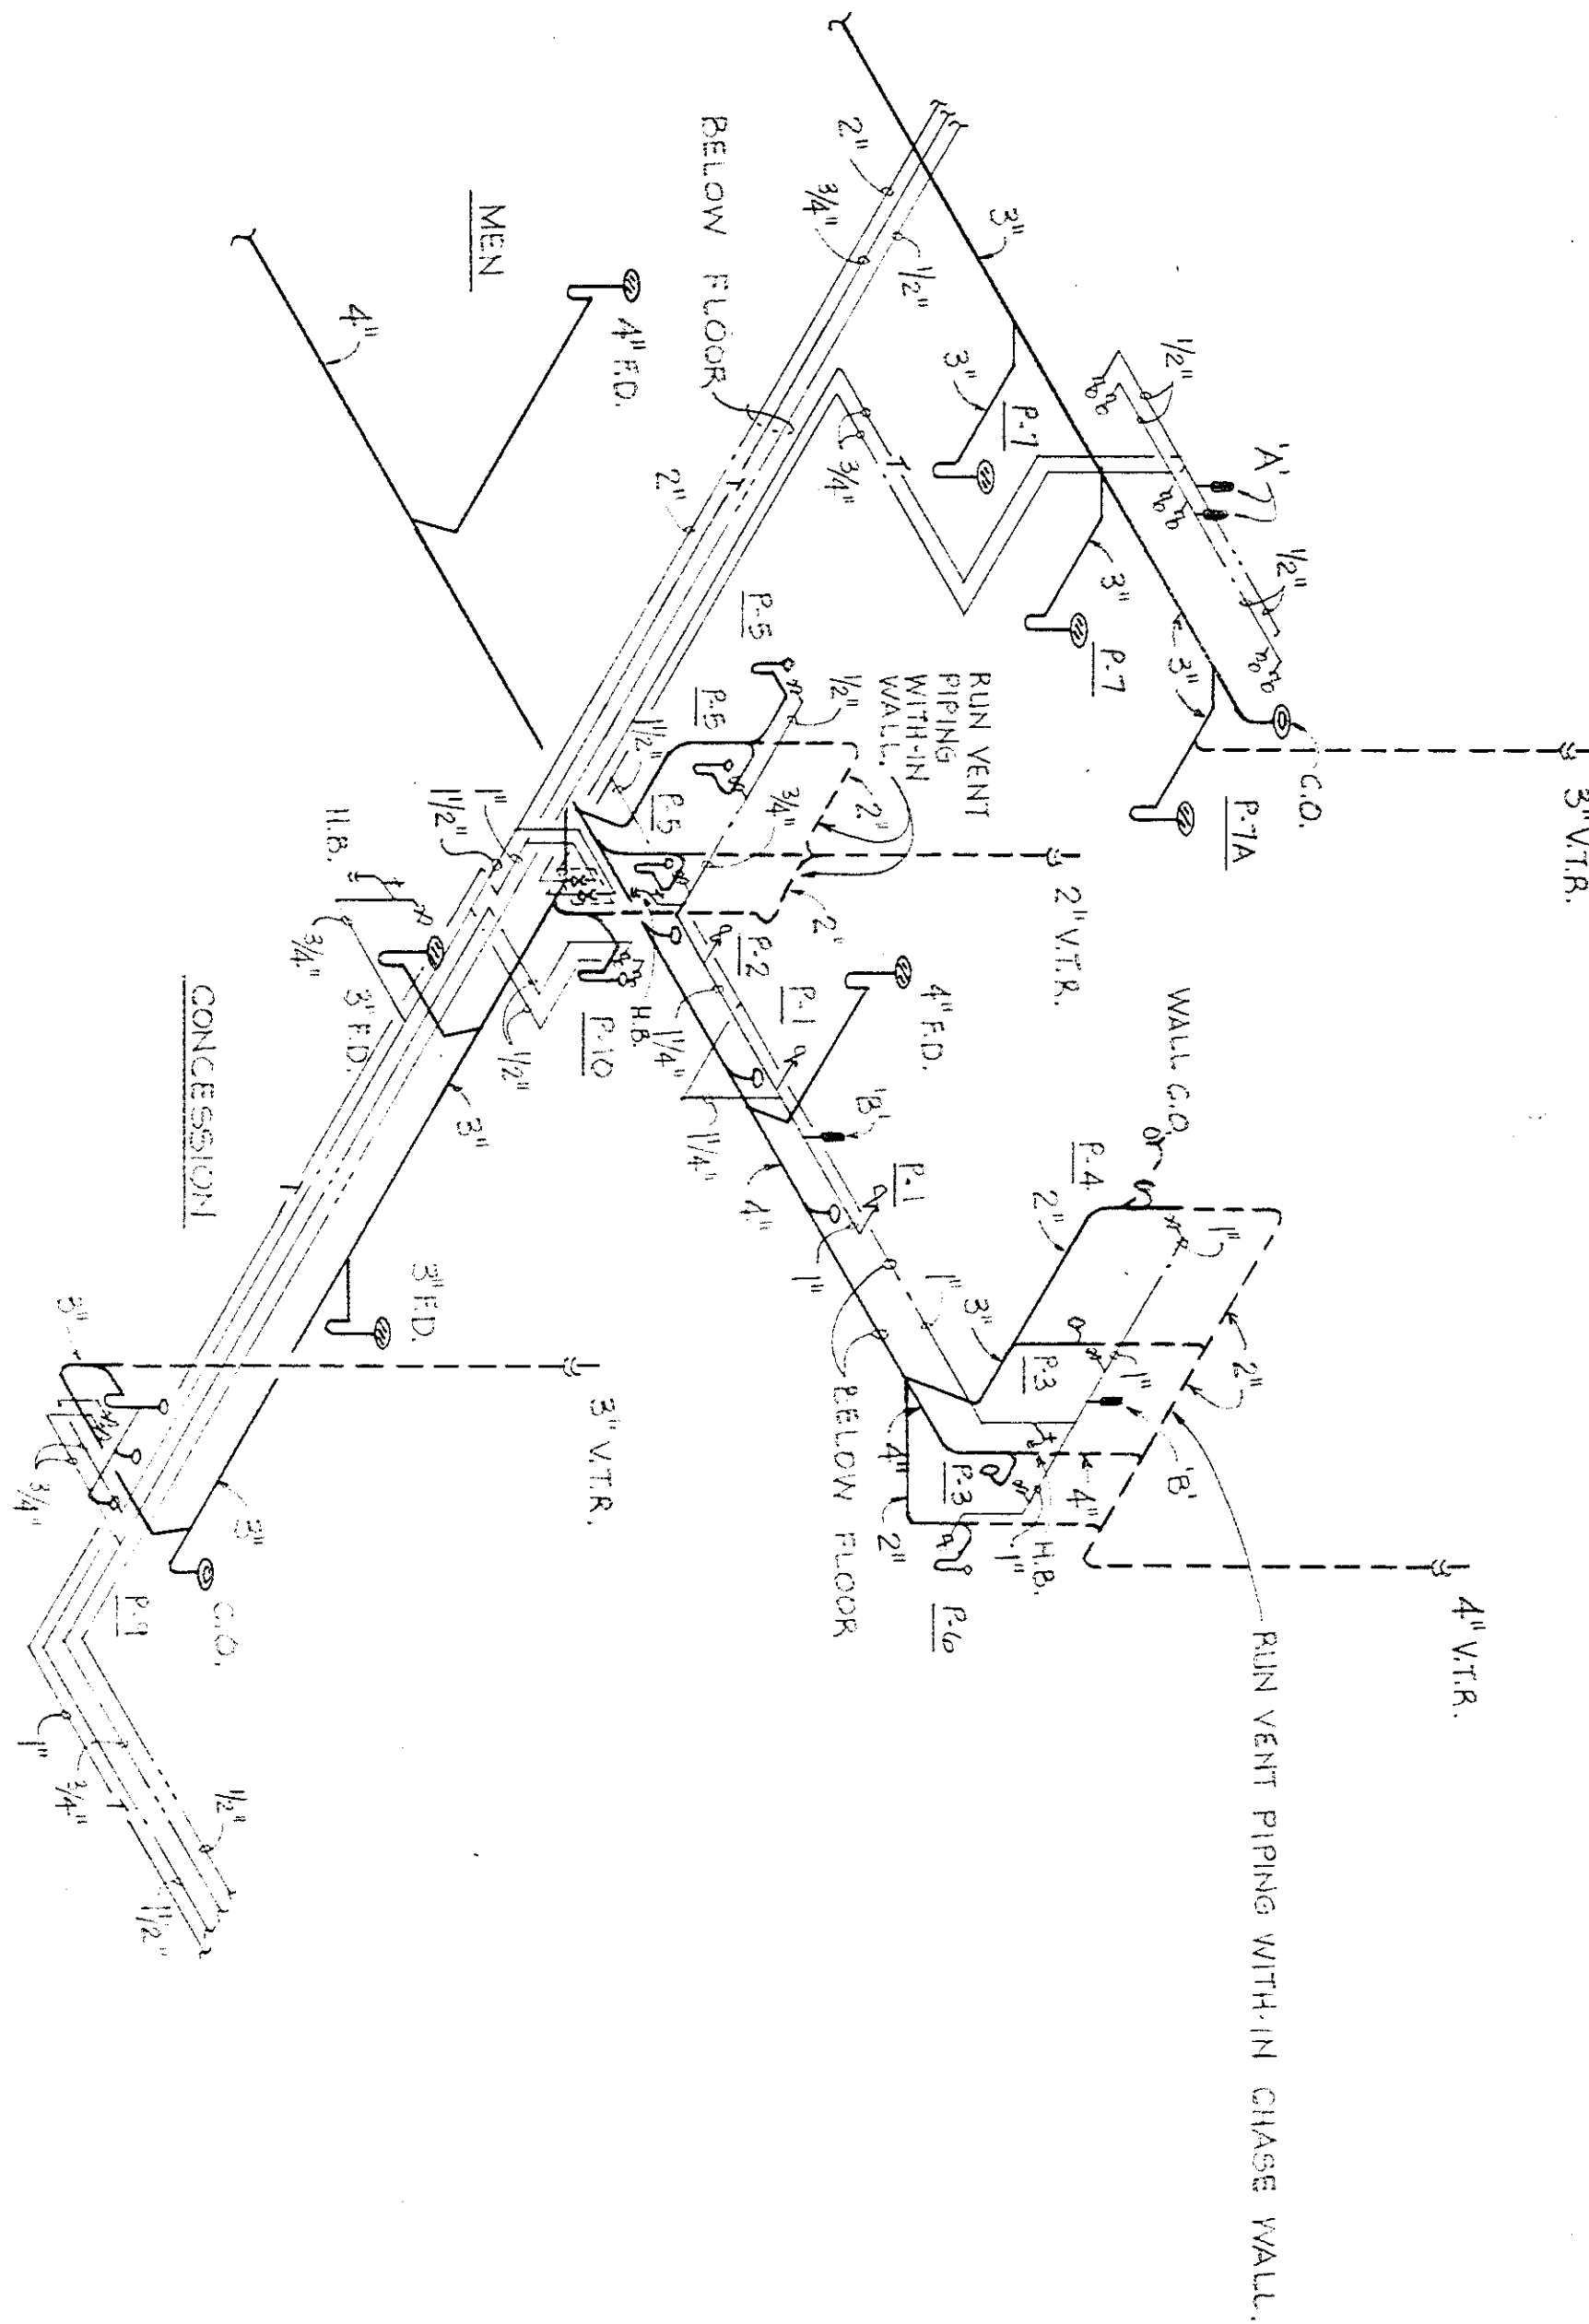 3" V.T.R.
C.O.
'A'
1/2"
1/2"
3"
P-7A
3"
P-7
3"
P-7
3"
3"
3/4"
1/2"
2"
3/4"
BELOW FLOOR
MEN
4" F.D.
4"
2"
P-5
1/2"
P-5
RUN VENT
PIPING
WITH-IN
WALL.
2"
3/4"
2"
2" V.T.R.
1 1/2"
P-5
P-2
P-1
4" F.D.
H.B.
1 1/4"
1 1/4"
'B'
P-1
4"
1"
1"
BELOW FLOOR
WALL C.O.
P-4
2"
1"
3"
P-3
1"
2"
'B'
4"
P-3
4"
H.B.
1"
2"
P-6
4" V.T.R.
RUN VENT PIPING WITH-IN CHASE WALL.
1"
1 1/2"
H.B.
3/4"
3" F.D.
P-10
1/2"
3"
CONCESSION
T
3" F.D.
3"
3" V.T.R.
3/4"
3"
C.O.
P-9
1"
3/4"
T
1/2"
1 1/2"